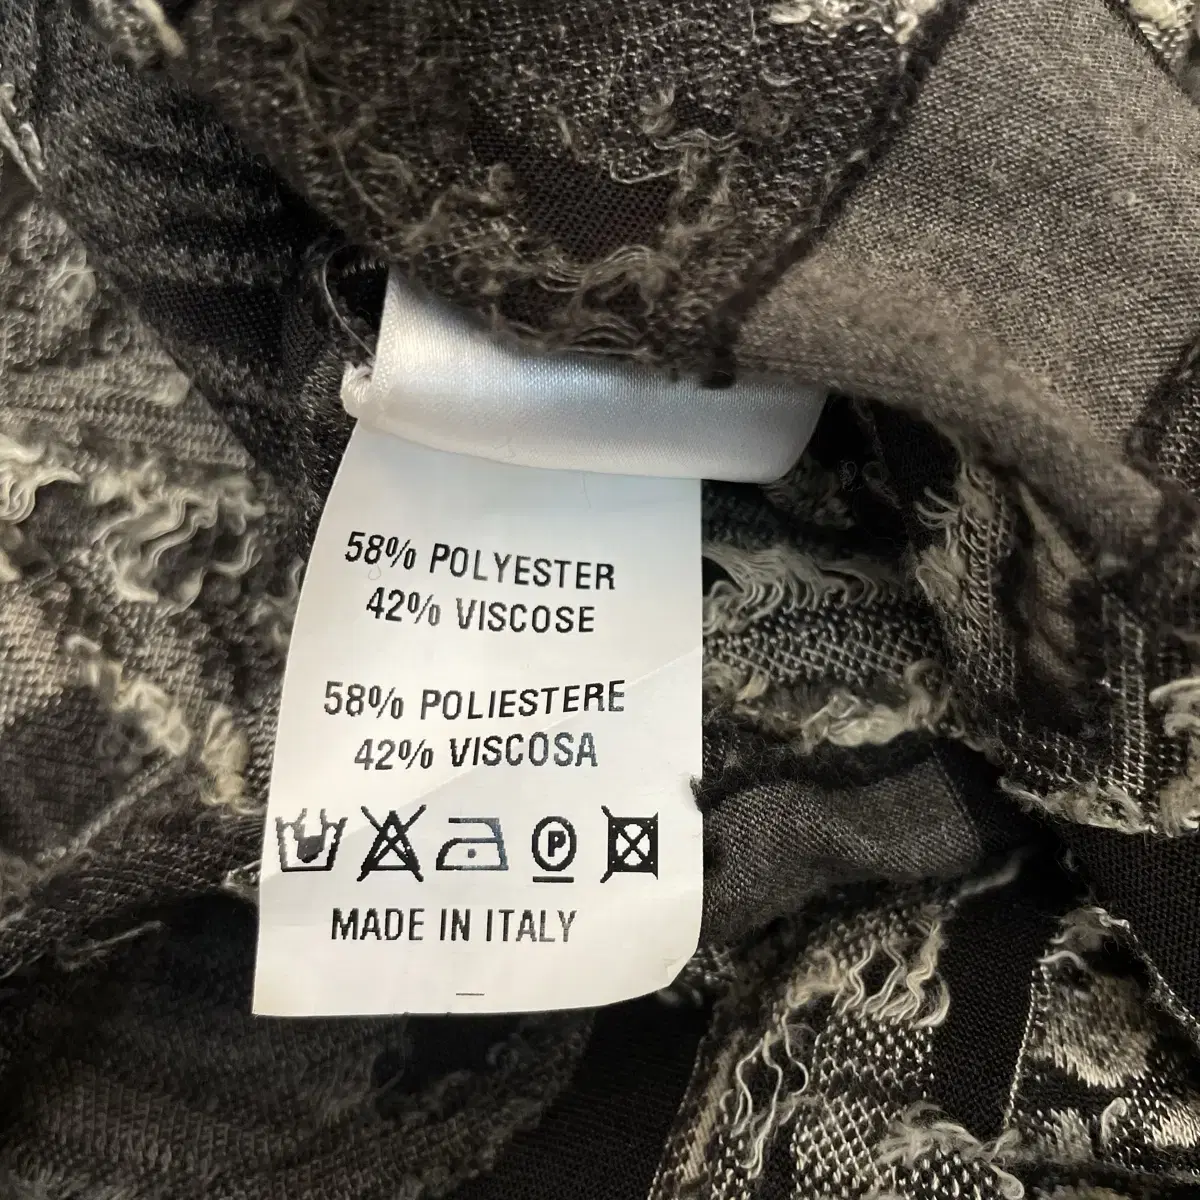 58% POLYESTER
42% VISCOSE
58% POLIESTERE
42% VISCOSA
P
MADE IN ITALY